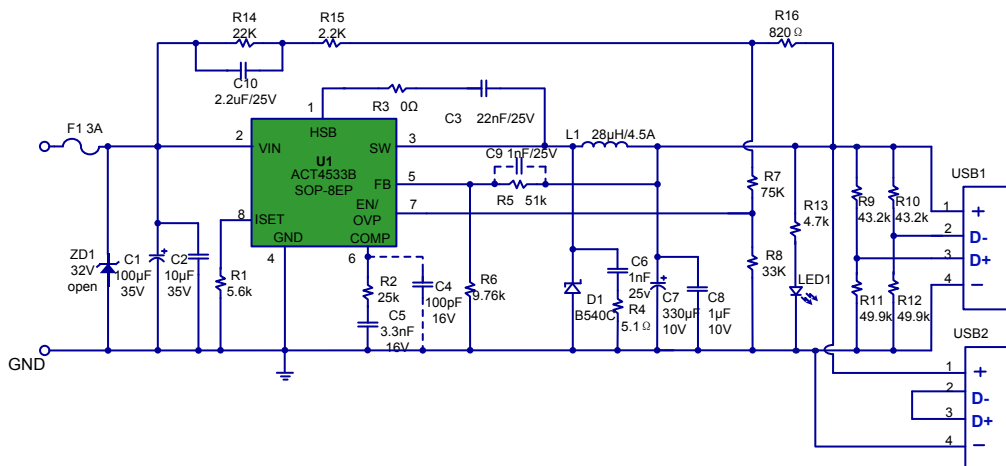 R14
22K
R15
2.2K
R16
820Ω
C10
2.2uF/25V
1
R3 0Ω
C3 22nF/25V
F1 3A
2
HSB
VIN
SW
3
U1
ACT4533B
SOP-8EP
FB
5
EN/
OVP
7
ISET
8
GND
COMP
4
6
L1 28μH/4.5A
C9 1nF/25V
R5 51k
R7
75K
R8
33K
R13
4.7k
LED1
R9
43.2k
R10
43.2k
R11
49.9k
R12
49.9k
USB1
1
+
2
D-
3
D+
4
−
ZD1
32V
open
C1
100μF
35V
+
C2
10μF
35V
R1
5.6k
R2
25k
C5
3.3nF
16V
C4
100pF
16V
R6
9.76k
D1
B540C
C6
1nF
25v
R4
5.1Ω
C7
330μF
10V
+
C8
1μF
10V
GND
USB2
1
+
2
D-
3
D+
4
−